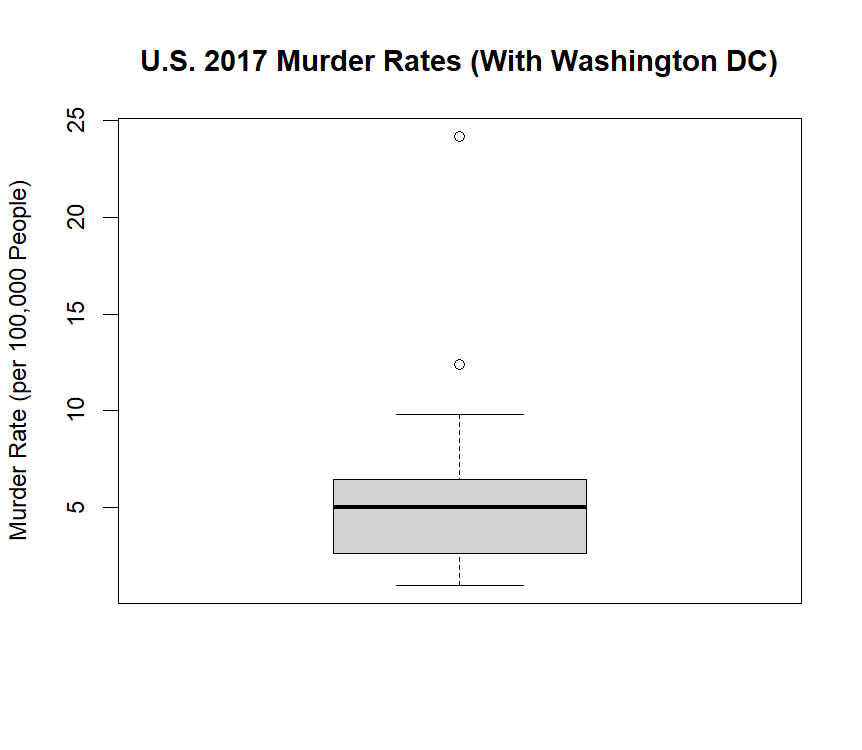 U.S. 2017 Murder Rates (With Washington DC)
Murder Rate (per 100,000 People)
25
20
15
10
5